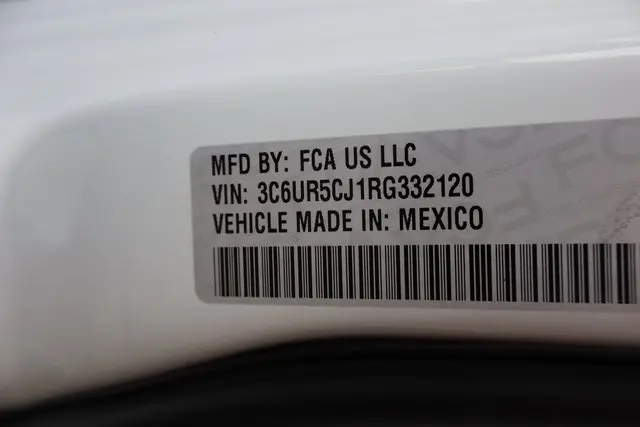 MFD BY: FCA US LLC
VIN: 3C6UR5CJ1RG332120
VEHICLE MADE IN: MEXICO